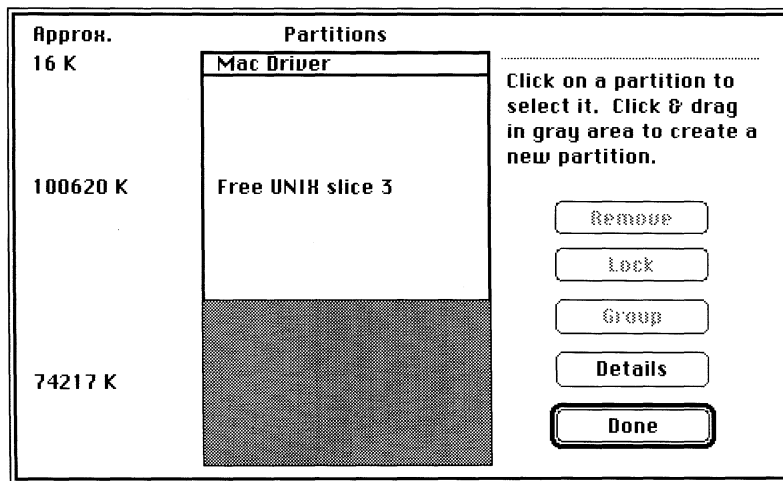 Approx.
Partitions
16 K
Mac Driver
Click on a partition to
select it. Click & drag
in gray area to create a
new partition.
100620 K
Free UNIX slice 3
Remove
Lock
Group
74217 K
Details
Done